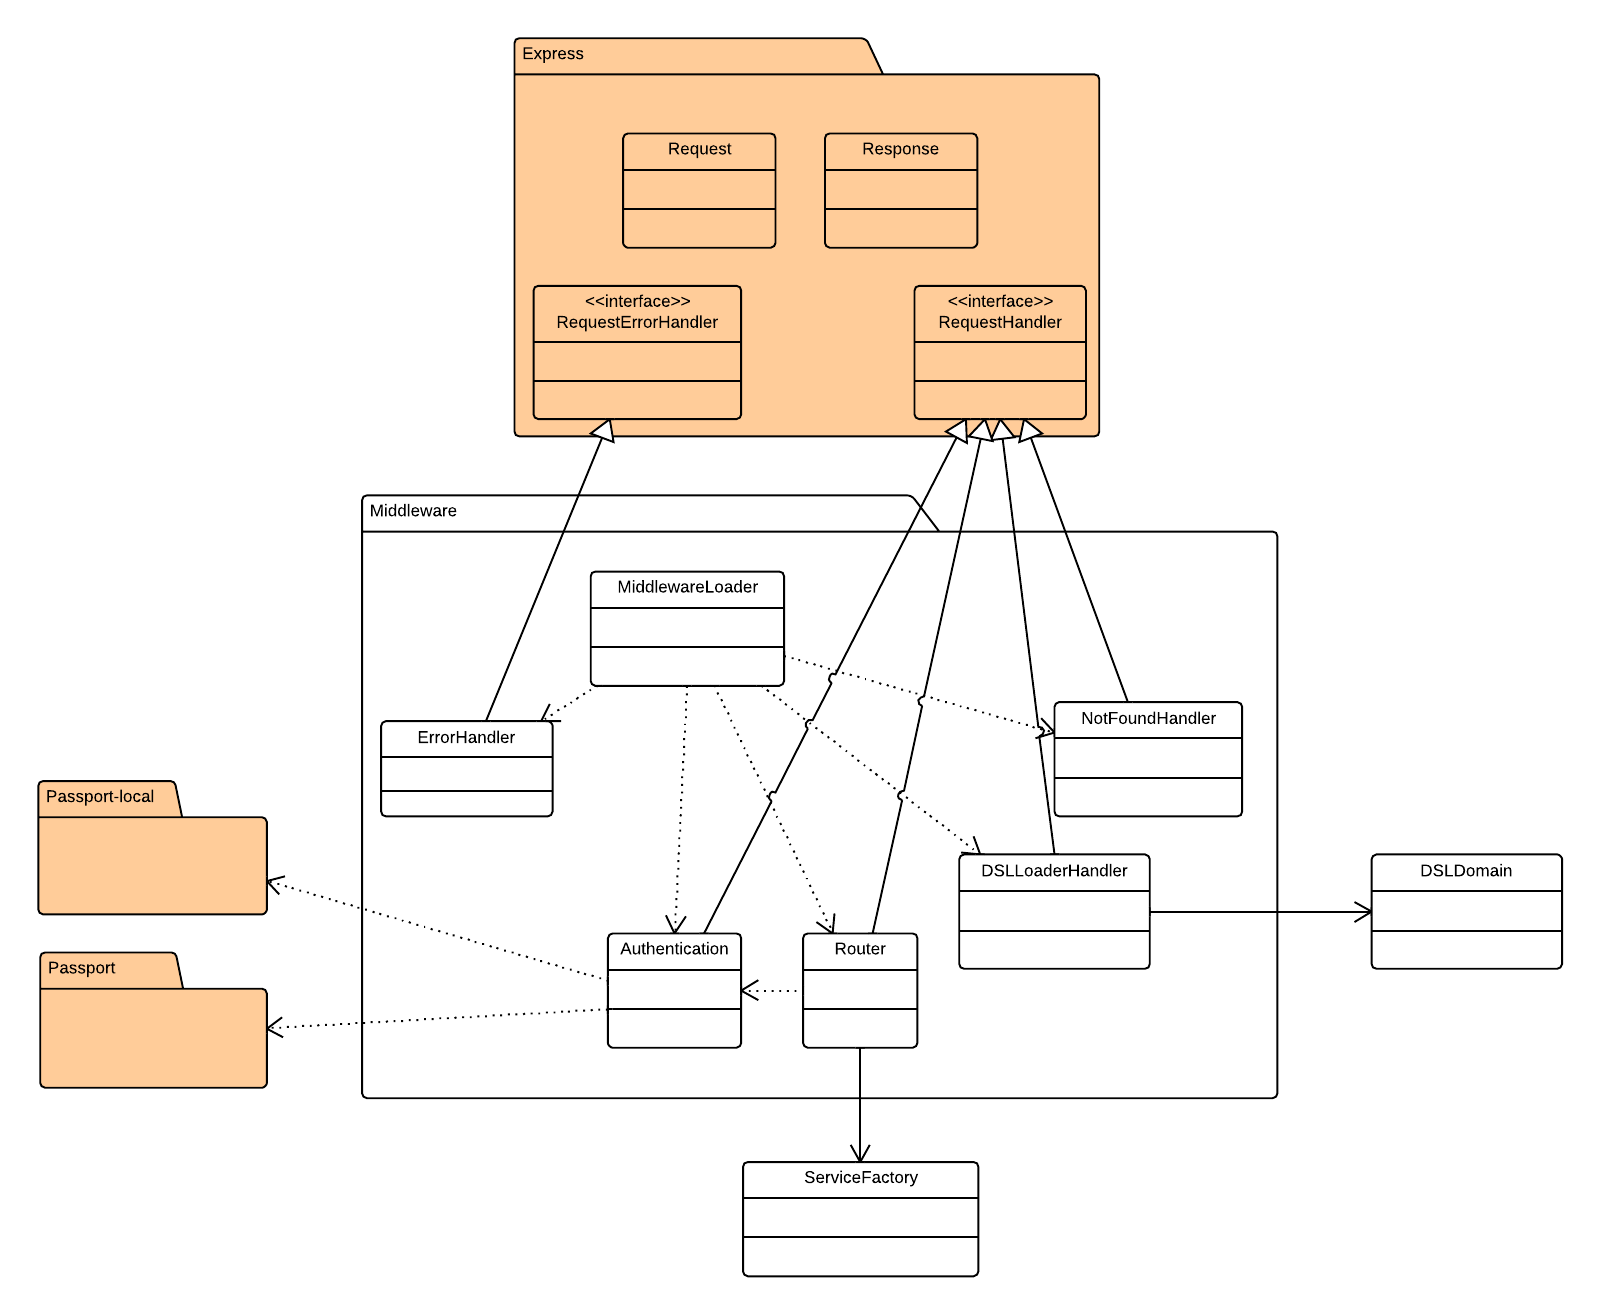 Express
Request
Response
<<interface>>
RequestErrorHandler
<<interface>>
RequestHandler
Middleware
MiddlewareLoader
ErrorHandler
NotFoundHandler
Passport-local
DSLLoaderHandler
DSLDomain
Authentication
Router
Passport
ServiceFactory